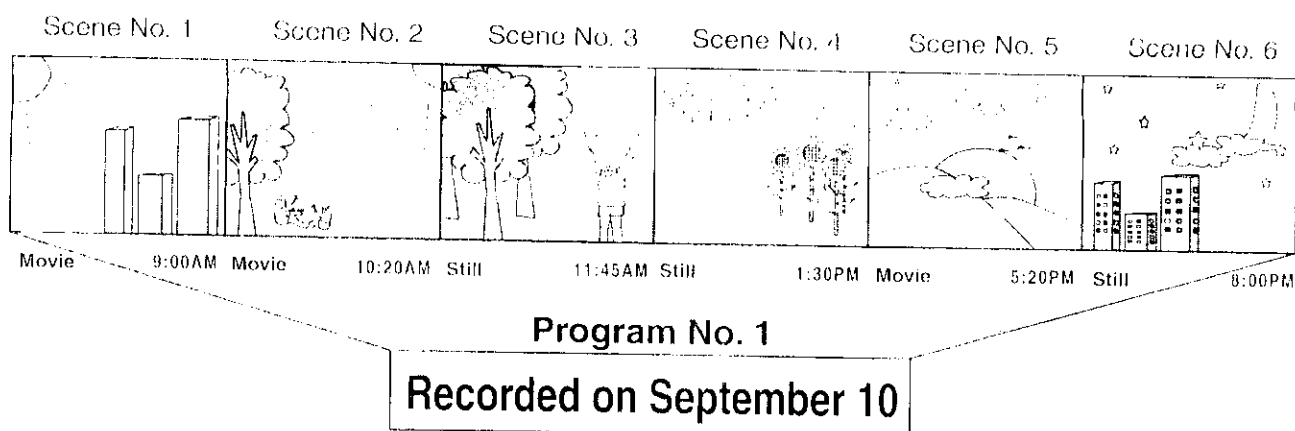 Scene No. 1 Scene No. 2 Scene No. 3 Scene No. 4 Scene No. 5 Scene No. 6
Movie 9:00AM Movie 10:20AM Still 11:45AM Still 1:30PM Movie 5:20PM Still 8:00PM
Program No. 1
Recorded on September 10